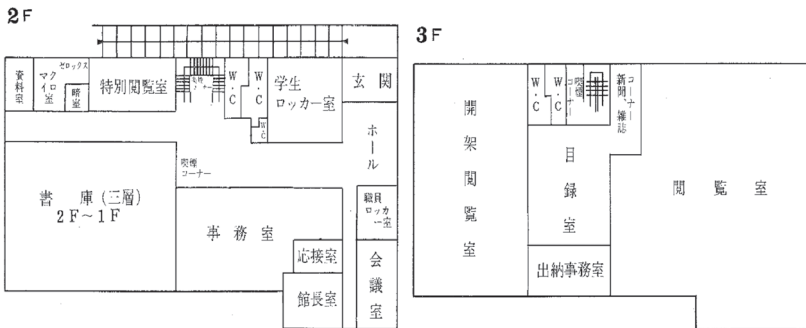 2F
資料室
マイクロ室
ゼロックス
暗室
特別閲覧室
W・C
W・C
W・C
学生
ロッカー室
玄関
ホール
喫煙
コーナー
書庫(三層)
2F〜1F
事務室
応接室
館長室
職員
ロッカー室
会議室
3F
開架閲覧室
W・C
W・C
喫煙コーナー
新聞、雑誌コーナー
目録室
出納事務室
閲覧室